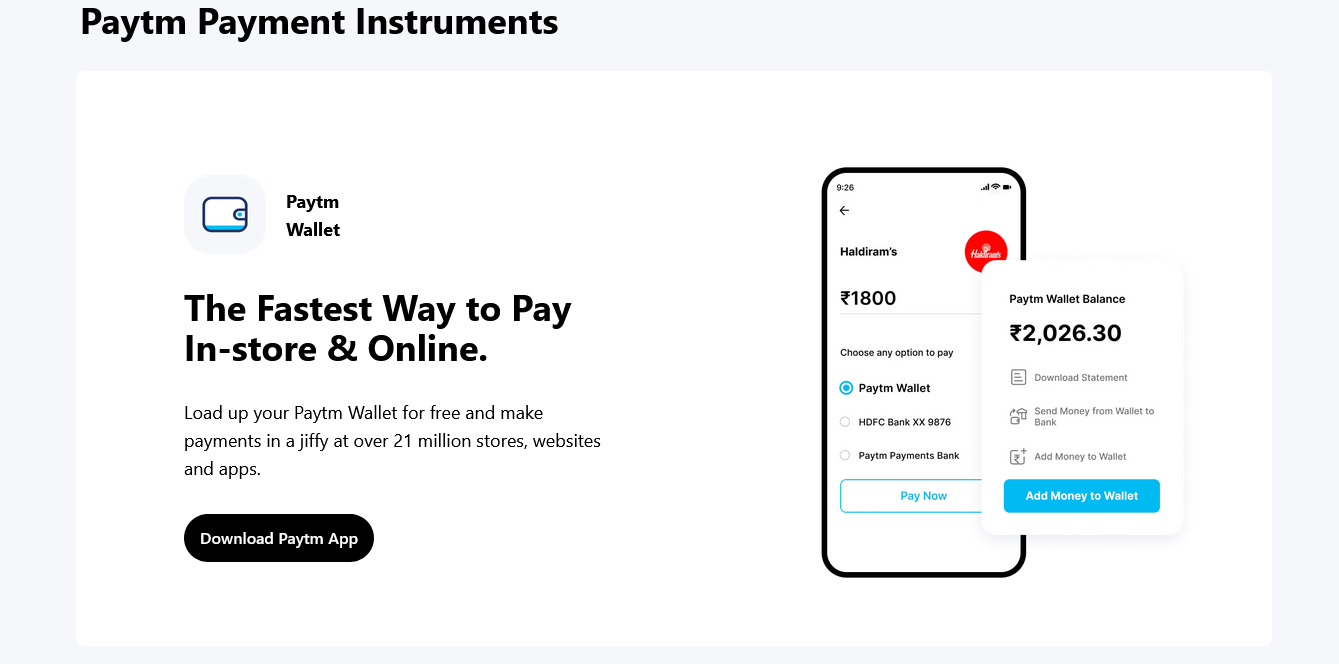 Paytm Payment Instruments
Paytm
Wallet
The Fastest Way to Pay
In-store & Online.
Load up your Paytm Wallet for free and make
payments in a jiffy at over 21 million stores, websites
and apps.
Download Paytm App
9:26
Haldiram's
Haldiram's
₹1800
Choose any option to pay
Paytm Wallet
HDFC Bank XX 9876
Paytm Payments Bank
Pay Now
Paytm Wallet Balance
₹2,026.30
Download Statement
Send Money from Wallet to
Bank
Add Money to Wallet
Add Money to Wallet